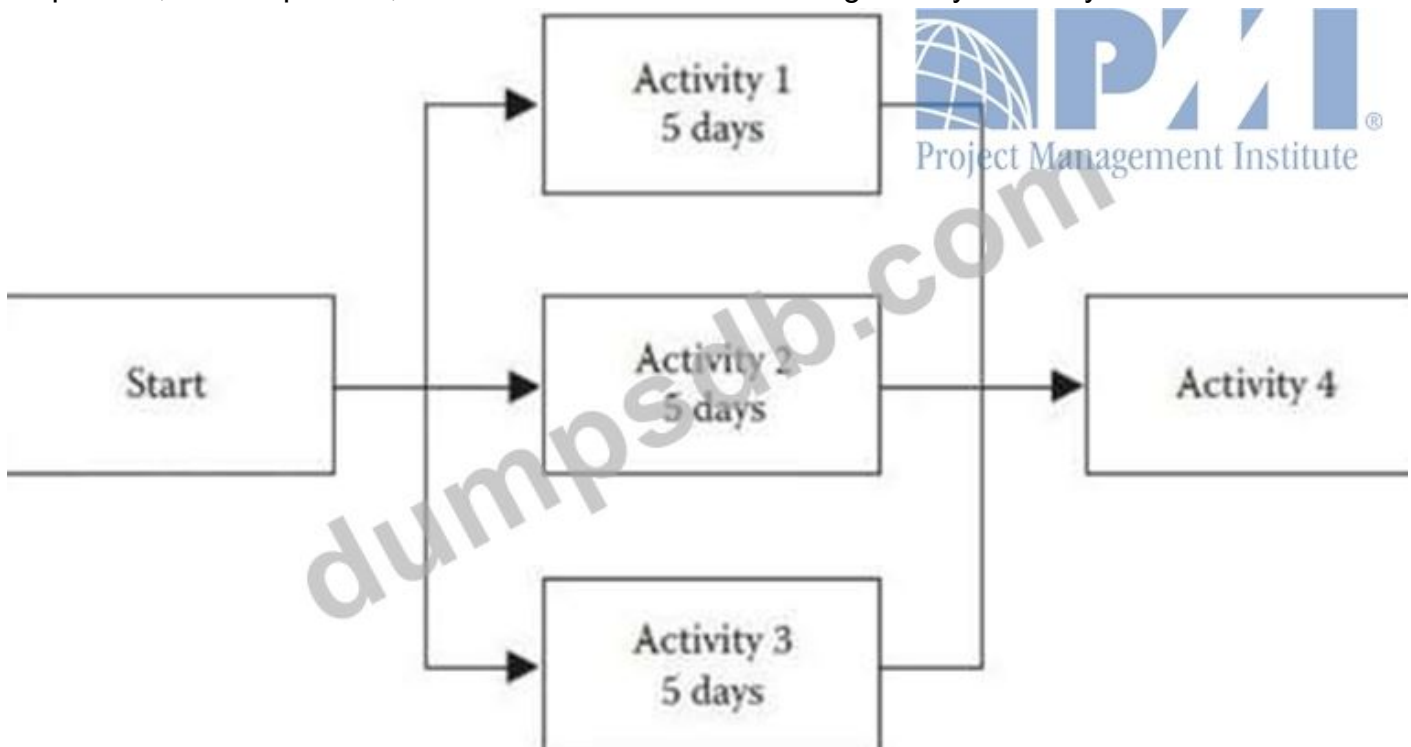 Activity 1
5 days
PMI®
Project Management Institute
Start
Activity 2
5 days
Activity 4
dumpsdb.com
Activity 3
5 days